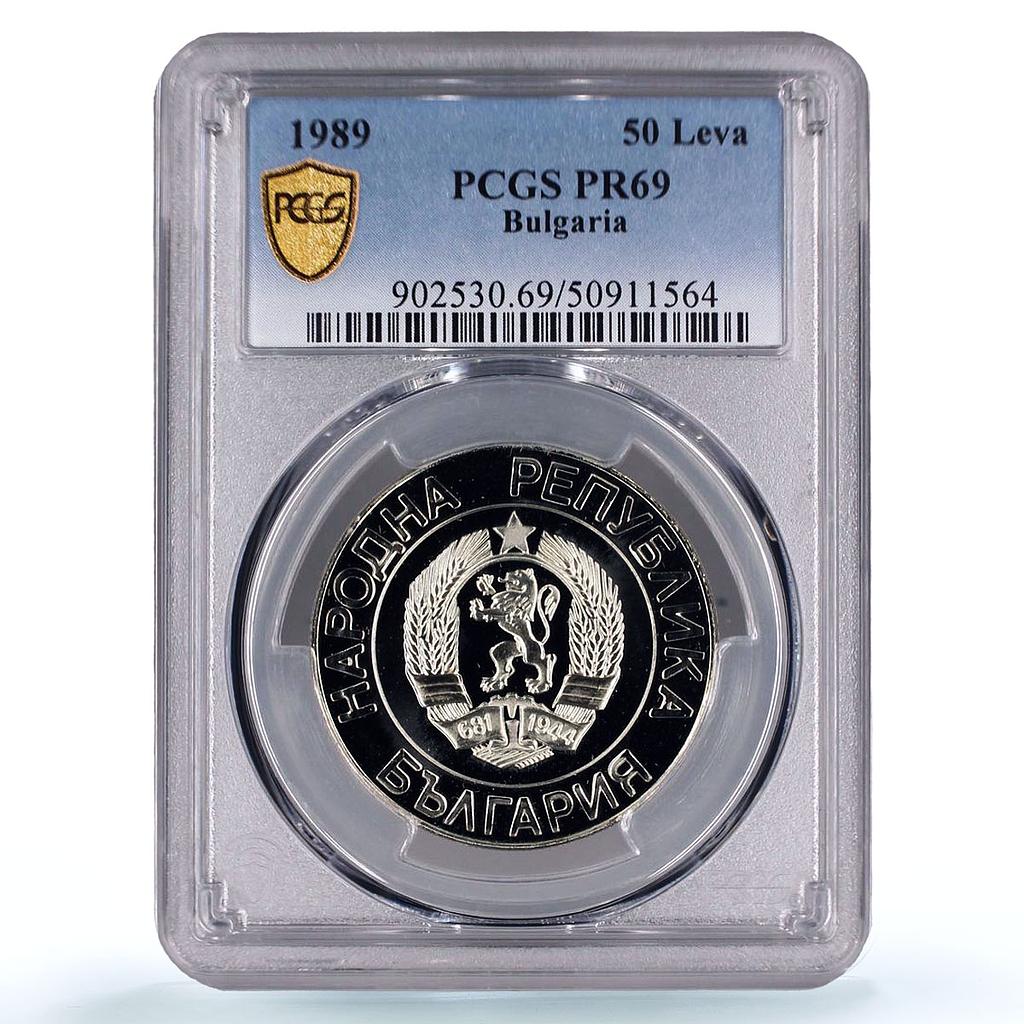 1989 50 Leva
PCGS PR69
Bulgaria
PCGS
902530.69/50911564
НАРОДНА РЕПУБЛИКА
БЪЛГАРИЯ
681 1944